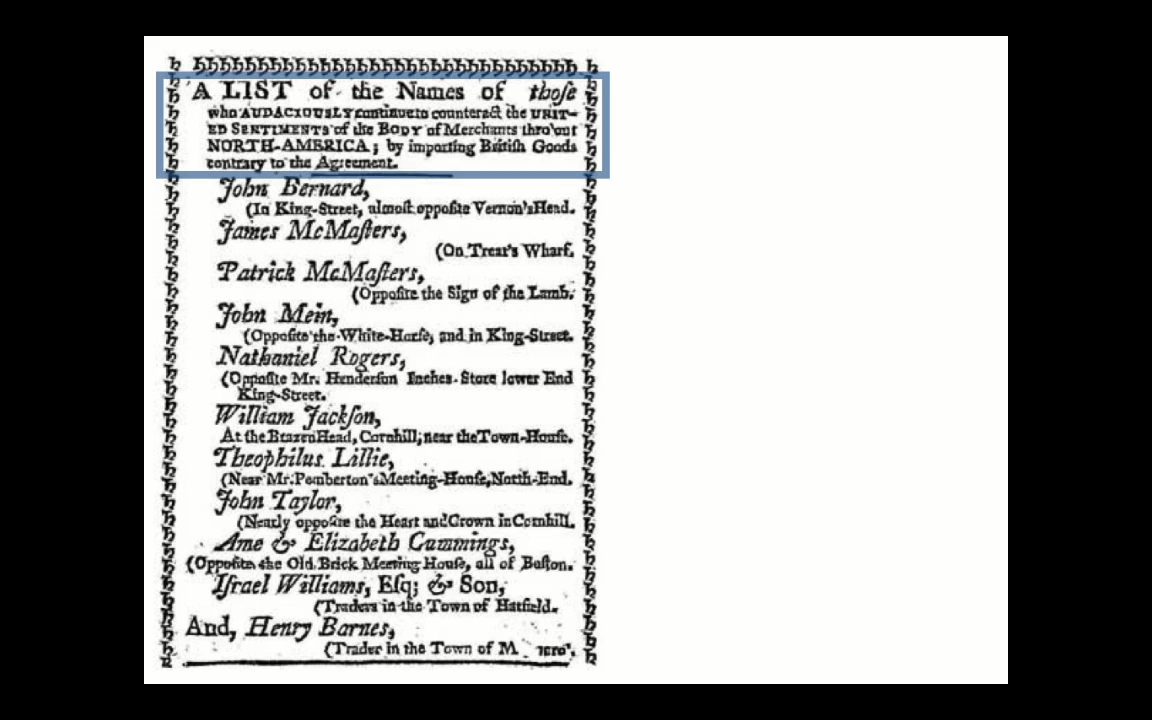 A LIST of the Names of thoſe
who AUDACIOUSLY continue to counteract the UNIT-
ED SENTIMENTS of the BODY of Merchants thro'out
NORTH-AMERICA; by importing Britiſh Goods
contrary to the Agreement.
John Bernard,
(In King-Street, almoſt oppoſite Vernon's Head.
James McMaſters,
(On Treat's Wharf.
Patrick McMaſters,
(Oppoſite the Sign of the Lamb.
John Mein,
(Oppoſite the White-Horſe, and in King-Street.
Nathaniel Rogers,
(Oppoſite Mr. Henderſon Inches Store lower End
King-Street.
William Jackſon,
At the Brazen Head, Cornhill, near the Town-Houſe.
Theophilus Lillie,
(Near Mr. Pemberton's Meeting-Houſe, North-End.
John Taylor,
(Nearly oppoſite the Heart and Crown in Cornhill.
Ame & Elizabeth Cummings,
(Oppoſite the Old Brick Meeting Houſe, all of Boſton.
Iſrael Williams, Eſq; & Son,
(Traders in the Town of Hatfield.
And, Henry Barnes,
(Trader in the Town of